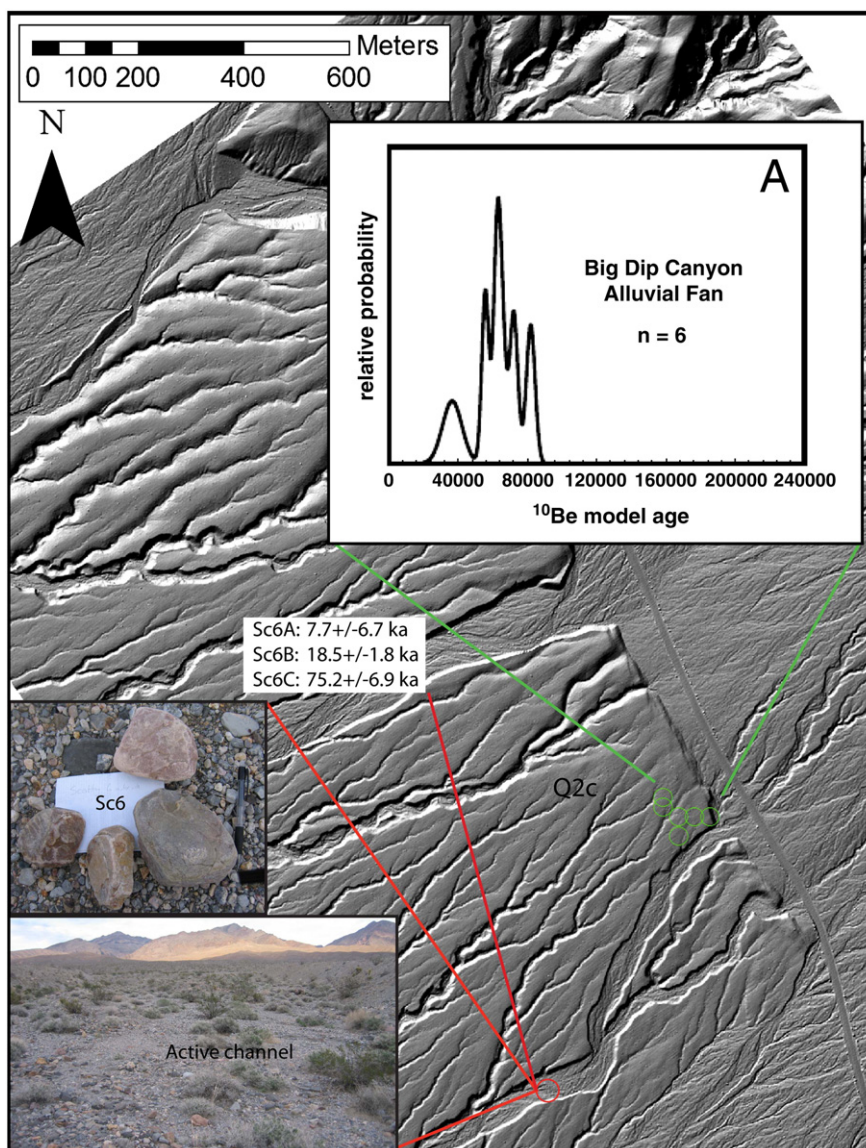 Meters
0 100 200 400 600
N
A
relative probability
Big Dip Canyon
Alluvial Fan
n = 6
0 40000 80000 120000 160000 200000 240000
10Be model age
Sc6A: 7.7+/-6.7 ka
Sc6B: 18.5+/-1.8 ka
Sc6C: 75.2+/-6.9 ka
Q2c
Sc6
Active channel